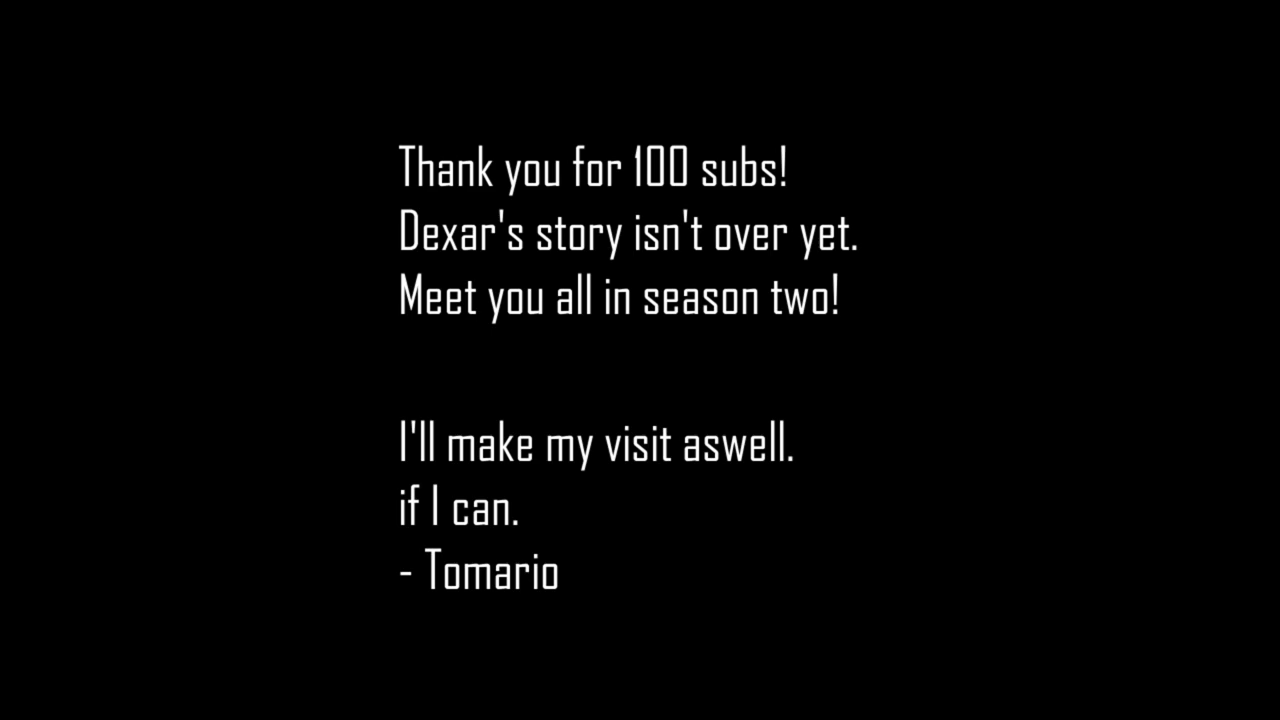 Thank you for 100 subs!
Dexar's story isn't over yet.
Meet you all in season two!
I'll make my visit aswell.
if I can.
- Tomario